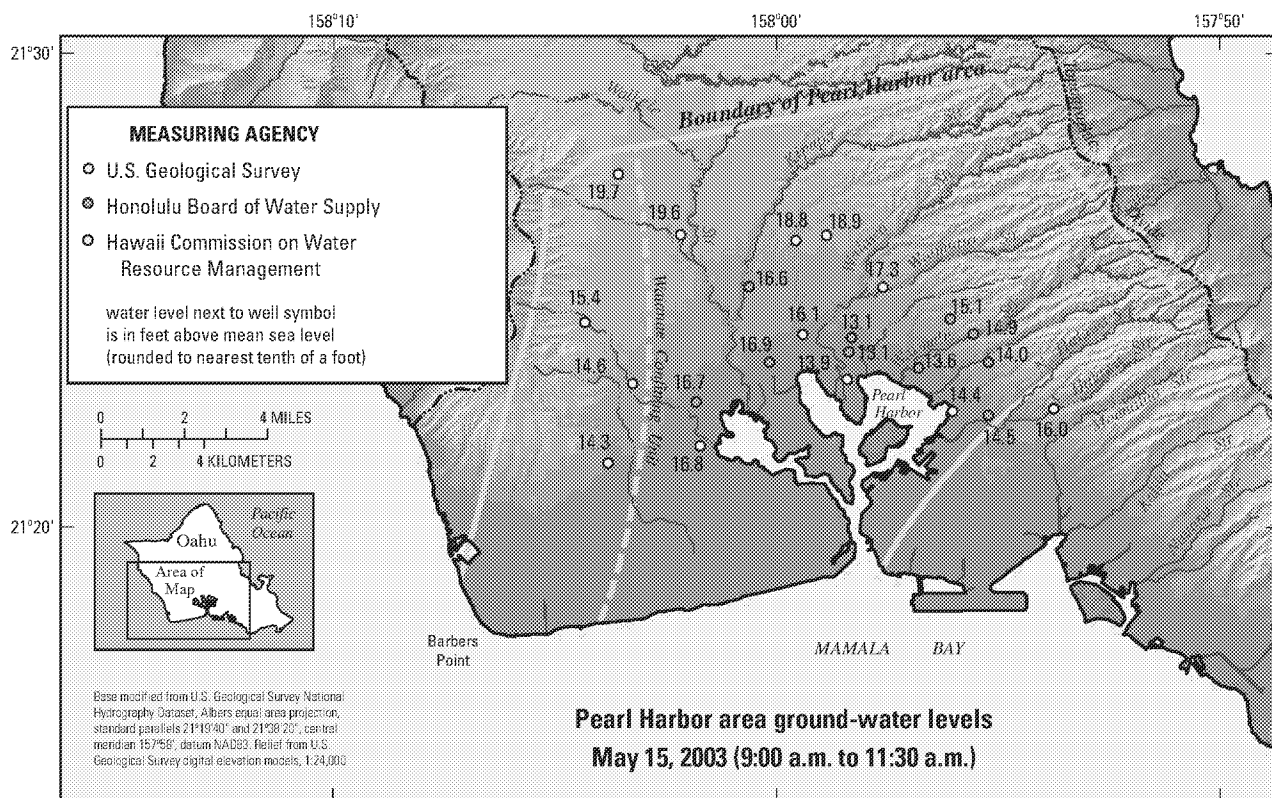 158°10'
158°00'
157°50'
21°30'
Boundary of Pearl Harbor area
MEASURING AGENCY
U.S. Geological Survey
Honolulu Board of Water Supply
Hawaii Commission on Water
Resource Management
water level next to well symbol
is in feet above mean sea level
(rounded to nearest tenth of a foot)
19.7
19.6
18.8
18.9
16.6
17.3
15.4
16.1
13.1
15.1
14.9
16.9
13.9
13.1
13.6
14.0
14.6
16.7
14.4
14.5
16.0
14.3
16.8
Pearl
Harbor
0 2 4 MILES
0 2 4 KILOMETERS
21°20'
Pacific
Ocean
Oahu
Area of
Map
Barbers
Point
MAMALA BAY
Base modified from U.S. Geological Survey National
Hydrography Dataset, Albers equal area projection,
standard parallels 21°19'40" and 21°38'20", central
meridian 157°58', datum NAD83. Relief from U.S.
Geological Survey digital elevation models, 1:24,000
Pearl Harbor area ground-water levels
May 15, 2003 (9:00 a.m. to 11:30 a.m.)